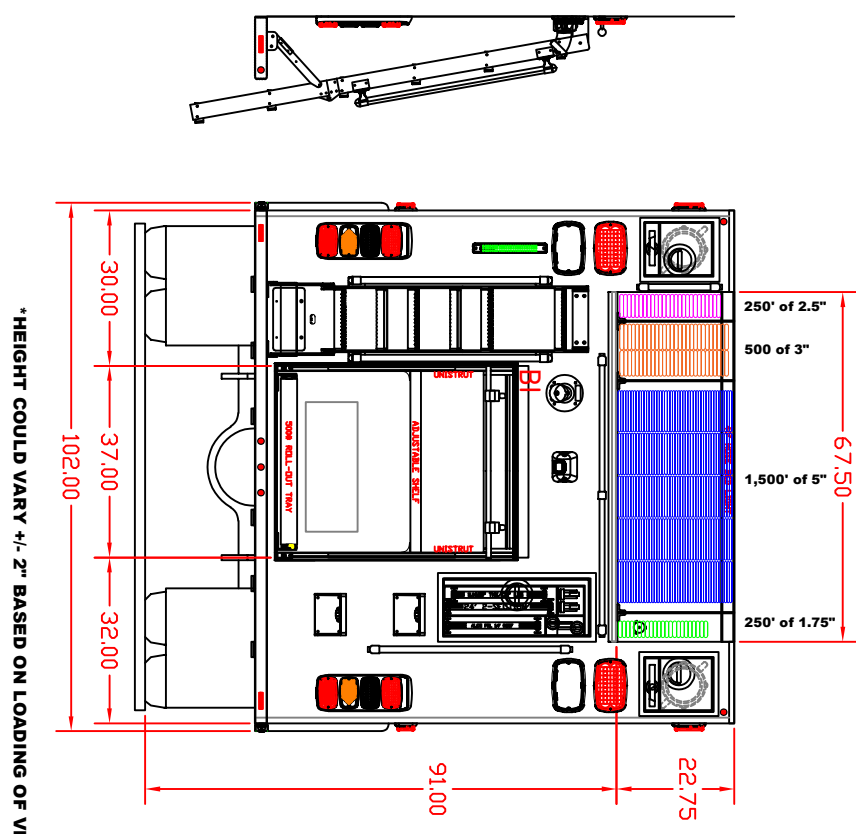 250' of 2.5"
500 of 3"
1,500' of 5"
250' of 1.75"
67.50
22.75
91.00
30.00
37.00
32.00
102.00
BI
UNISTRUT
UNISTRUT
ADJUSTABLE SHELF
500# ROLL-OUT TRAY
*HEIGHT COULD VARY +/- 2" BASED ON LOADING OF